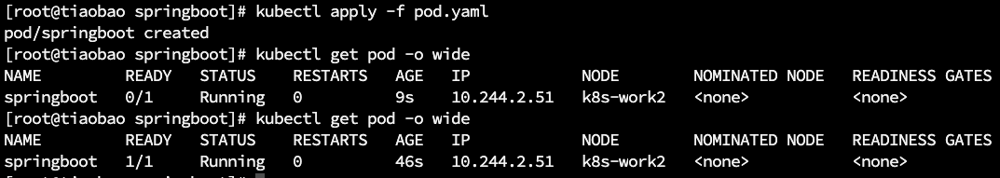 [root@tiaobao springboot]# kubectl apply -f pod.yaml
pod/springboot created
[root@tiaobao springboot]# kubectl get pod -o wide
NAME         READY   STATUS    RESTARTS   AGE   IP            NODE        NOMINATED NODE   READINESS GATES
springboot   0/1     Running   0          9s    10.244.2.51   k8s-work2   <none>           <none>
[root@tiaobao springboot]# kubectl get pod -o wide
NAME         READY   STATUS    RESTARTS   AGE   IP            NODE        NOMINATED NODE   READINESS GATES
springboot   1/1     Running   0          46s   10.244.2.51   k8s-work2   <none>           <none>
[root@tiaobao springboot]#